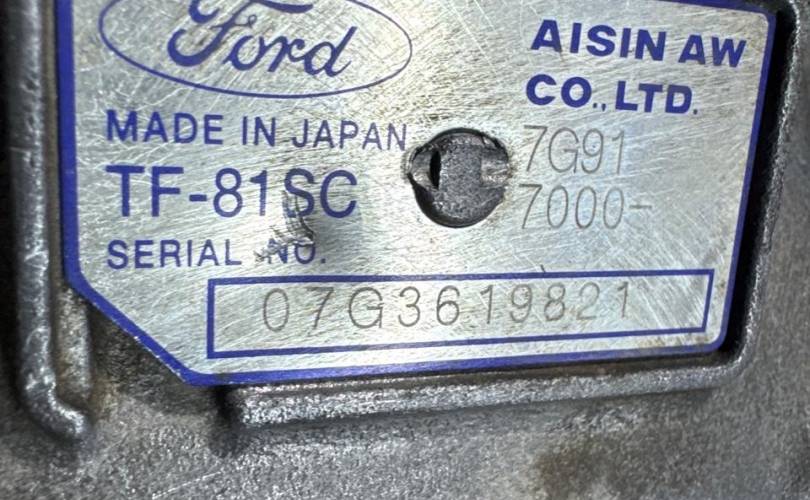 Ford
AISIN AW
CO., LTD.
MADE IN JAPAN
7G91
TF-81SC
7000-
SERIAL NO.
07G3619821